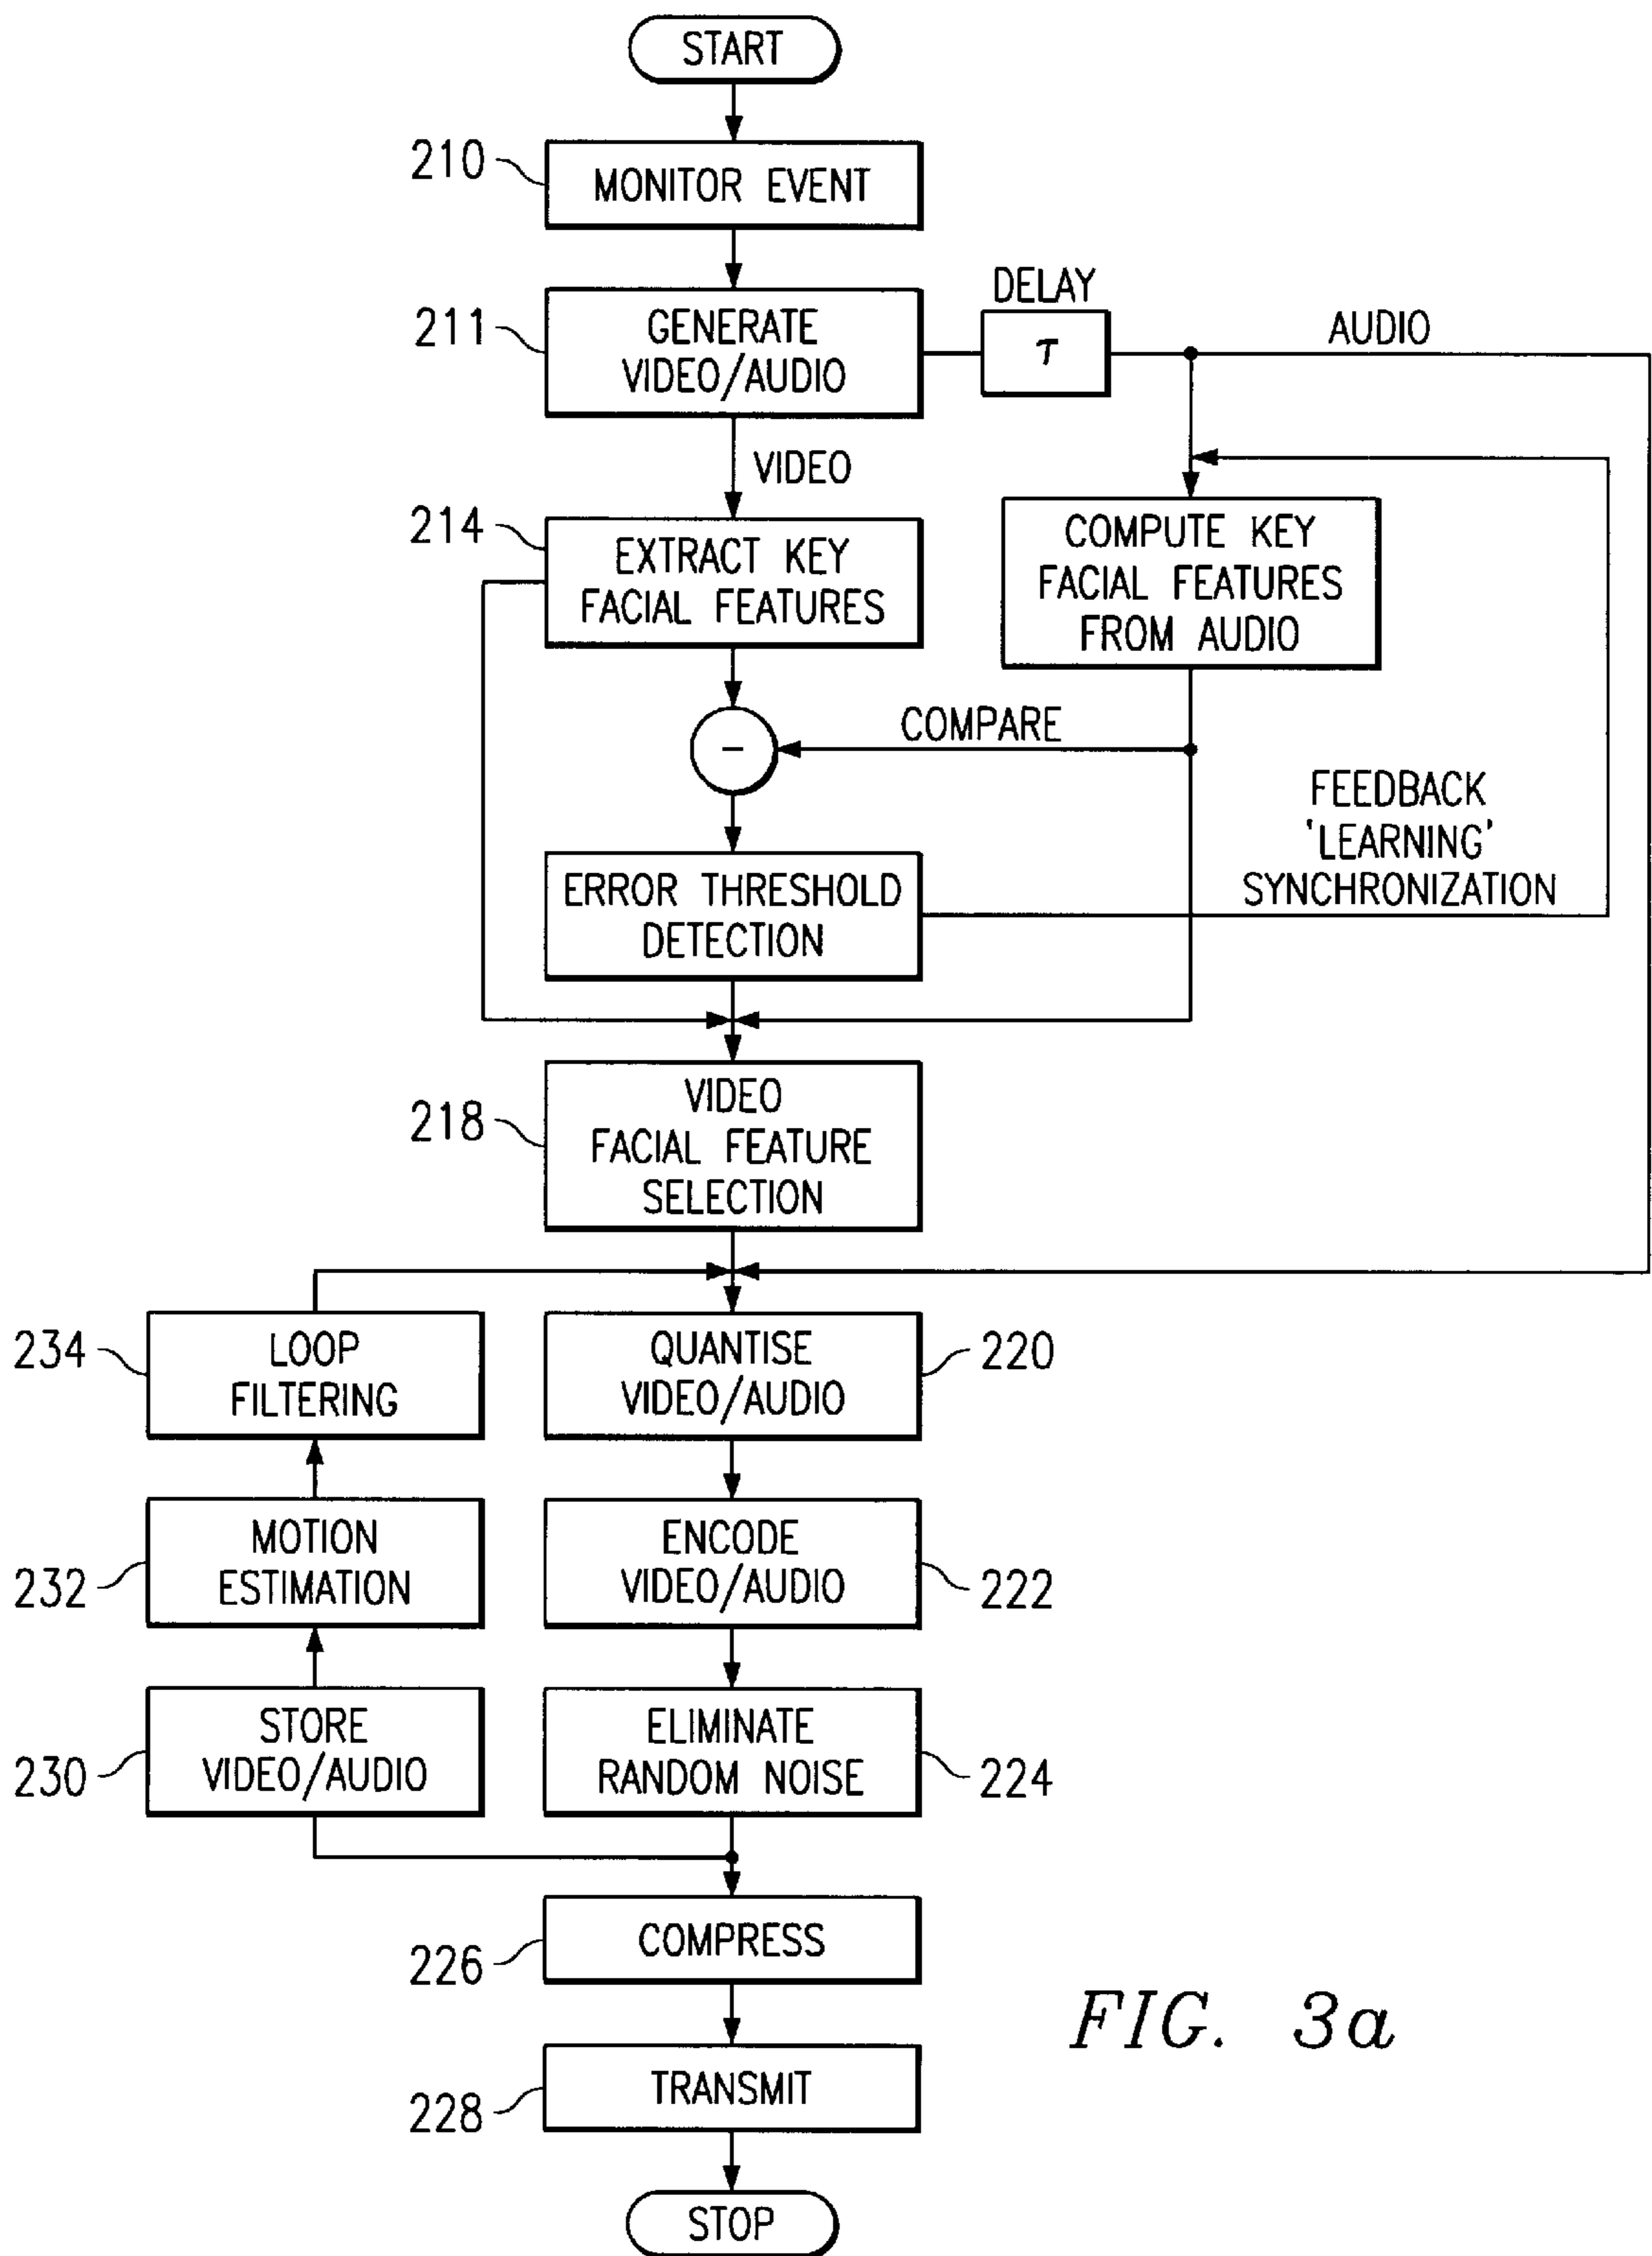 START
210
MONITOR EVENT
DELAY
211
GENERATE
VIDEO/AUDIO
τ
AUDIO
VIDEO
214
EXTRACT KEY
FACIAL FEATURES
COMPUTE KEY
FACIAL FEATURES
FROM AUDIO
−
COMPARE
FEEDBACK
'LEARNING'
SYNCHRONIZATION
ERROR THRESHOLD
DETECTION
218
VIDEO
FACIAL FEATURE
SELECTION
234
LOOP
FILTERING
QUANTISE
VIDEO/AUDIO
220
232
MOTION
ESTIMATION
ENCODE
VIDEO/AUDIO
222
230
STORE
VIDEO/AUDIO
ELIMINATE
RANDOM NOISE
224
226
COMPRESS
228
TRANSMIT
FIG. 3a
STOP